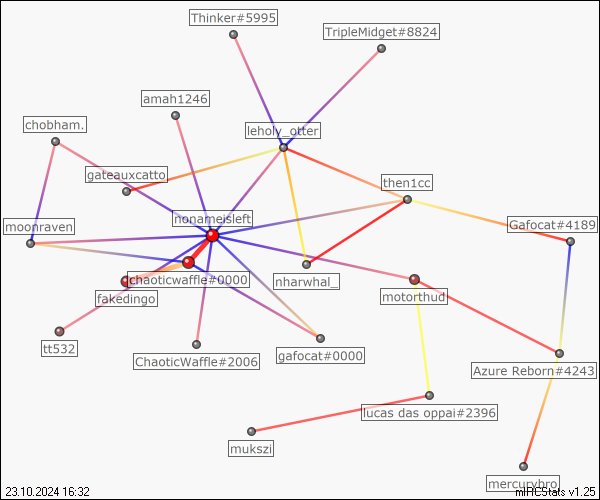 Thinker#5995
TripleMidget#8824
amah1246
chobham.
leholy_otter
gateauxcatto
then1cc
nonameisleft
moonraven
Gafocat#4189
chaoticwaffle#0000
nharwhal_
fakedingo
motorthud
tt532
ChaoticWaffle#2006
gafocat#0000
Azure Reborn#4243
lucas das oppai#2396
mukszi
mercurybro
23.10.2024 16:32
mIRCStats v1.25